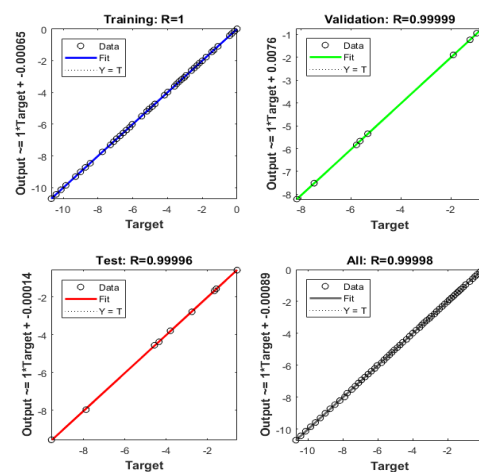 Training: R=1
Output ~= 1*Target + -0.00065
Data
Fit
Y = T
0
-2
-4
-6
-8
-10
-10 -8 -6 -4 -2 0
Target
Validation: R=0.99999
Output ~= 1*Target + 0.0076
Data
Fit
Y = T
-1
-2
-3
-4
-5
-6
-7
-8
-8 -6 -4 -2
Target
Test: R=0.99996
Output ~= 1*Target + -0.00014
Data
Fit
Y = T
-2
-4
-6
-8
-8 -6 -4 -2
Target
All: R=0.99998
Output ~= 1*Target + -0.00089
Data
Fit
Y = T
0
-2
-4
-6
-8
-10
-10 -8 -6 -4 -2 0
Target